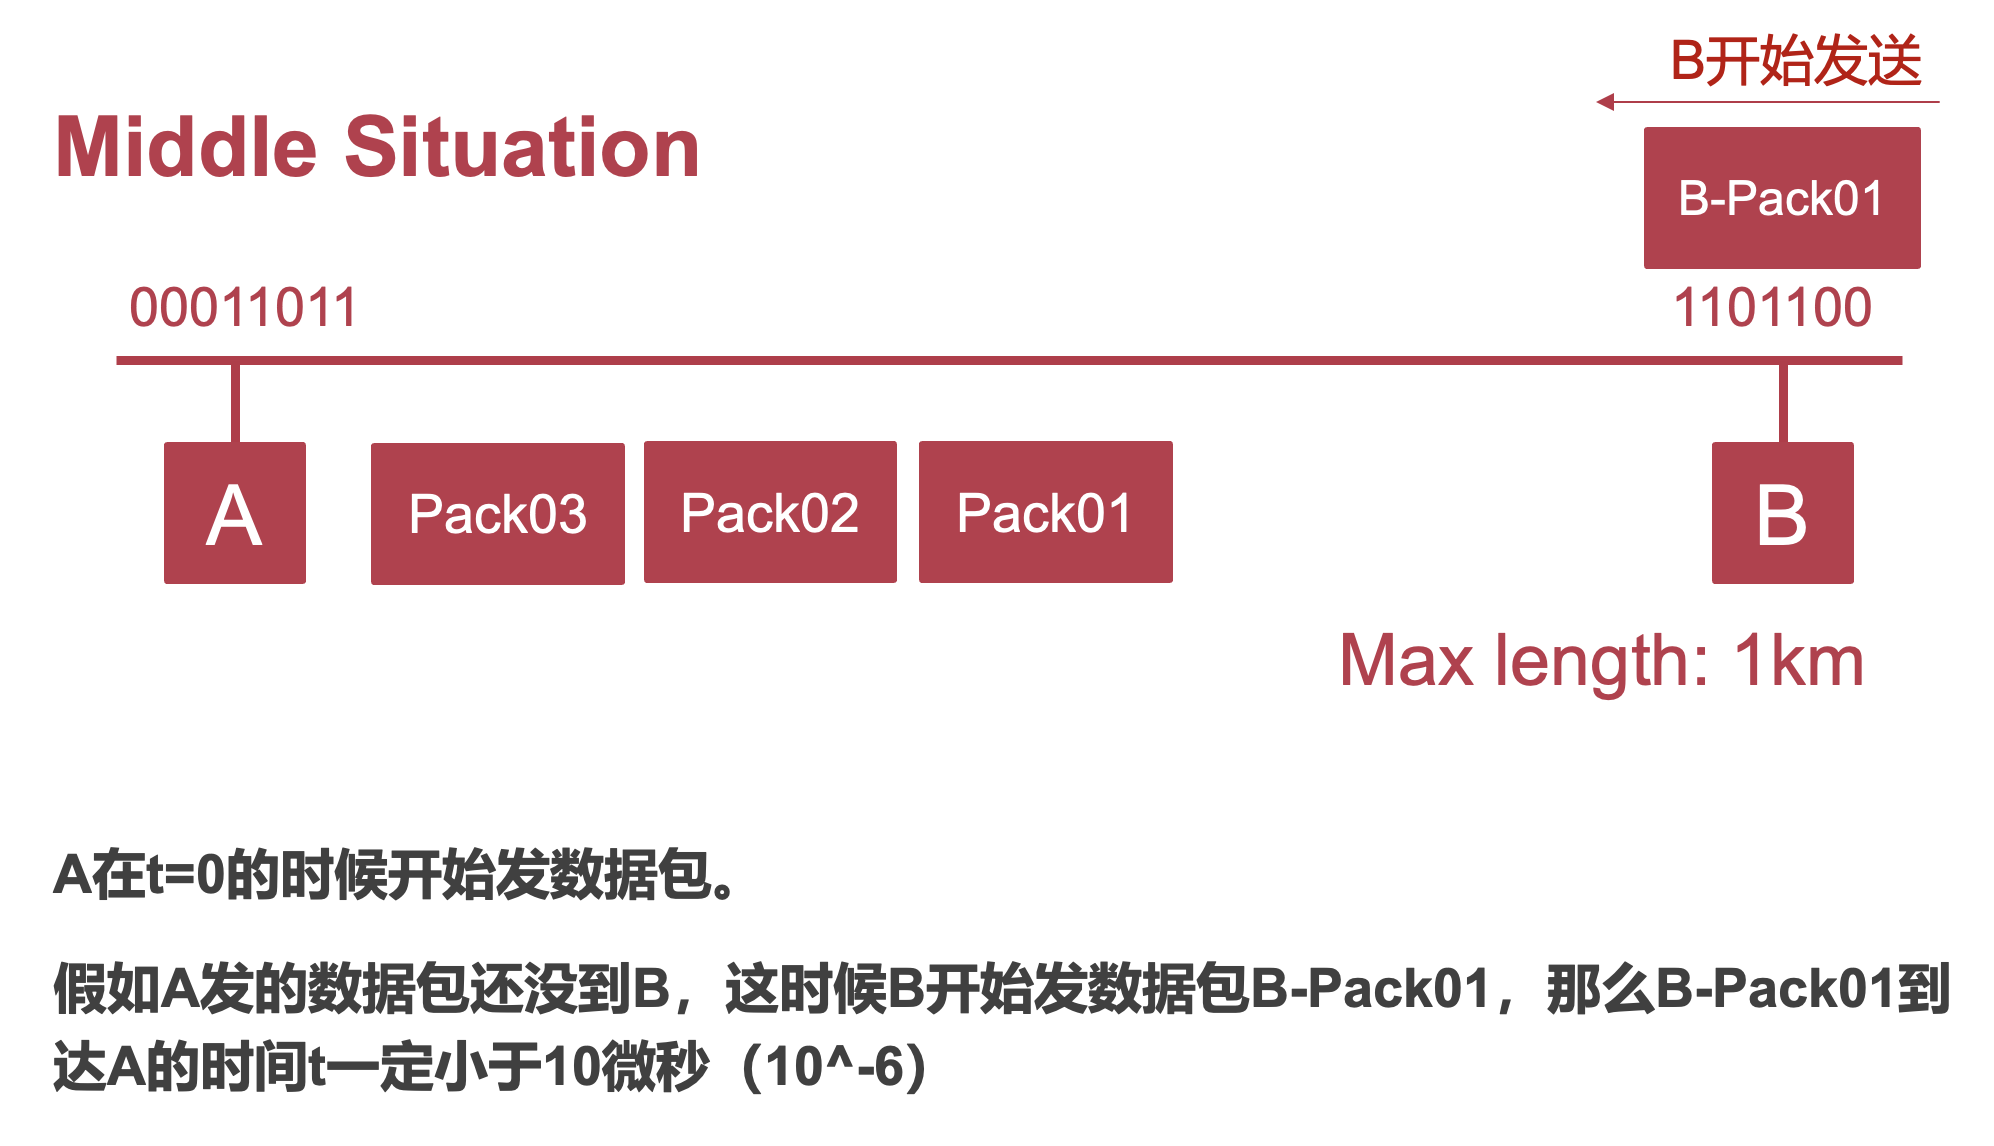 B开始发送
Middle Situation
B-Pack01
00011011
1101100
A
Pack03
Pack02
Pack01
B
Max length: 1km
A在t=0的时候开始发数据包。
假如A发的数据包还没到B，这时候B开始发数据包B-Pack01，那么B-Pack01到
达A的时间t一定小于10微秒（10^-6）